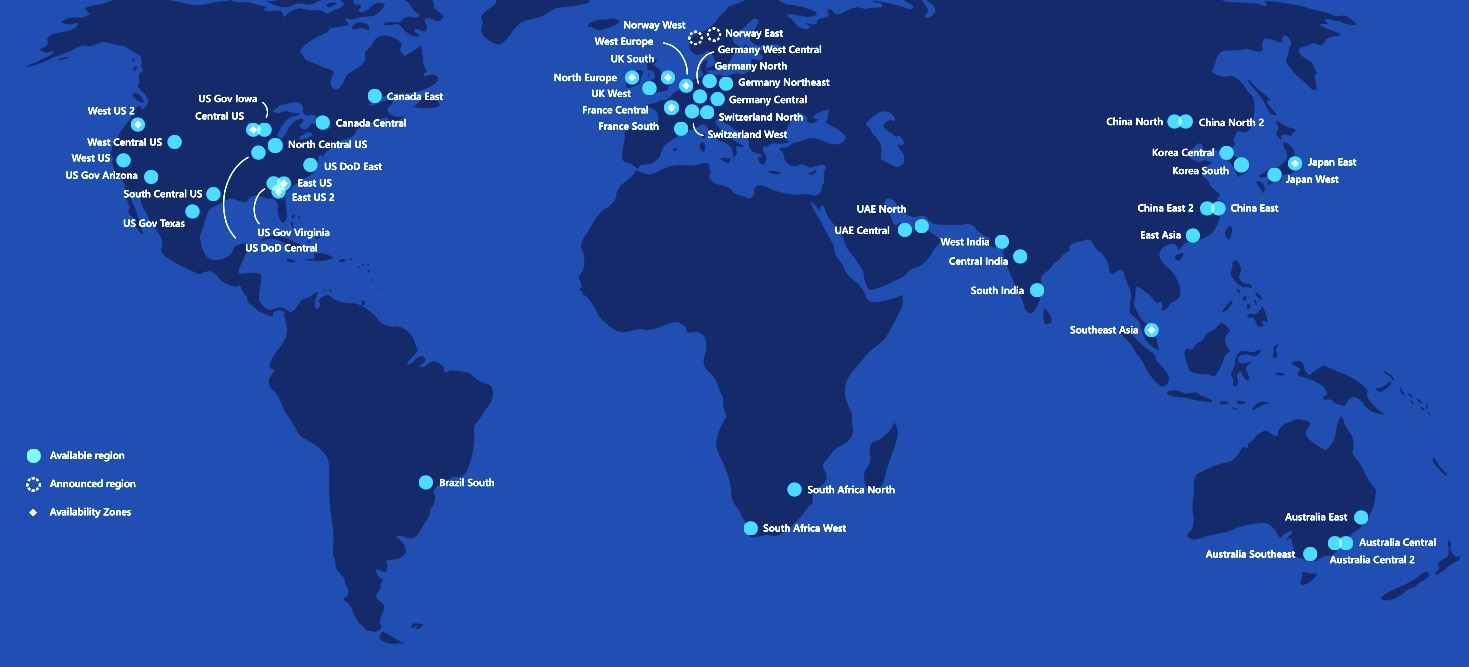 Norway West
Norway East
West Europe
Germany West Central
UK South
Germany North
North Europe
Germany Northeast
UK West
Germany Central
France Central
Switzerland North
France South
Switzerland West
Canada East
US Gov Iowa
West US 2
Central US
Canada Central
West Central US
North Central US
West US
US DoD East
US Gov Arizona
East US
South Central US
East US 2
US Gov Texas
US Gov Virginia
US DoD Central
China North
China North 2
Korea Central
Japan East
Korea South
Japan West
China East 2
China East
UAE North
UAE Central
East Asia
West India
Central India
South India
Southeast Asia
Available region
Announced region
Availability Zones
Brazil South
South Africa North
South Africa West
Australia East
Australia Central
Australia Southeast
Australia Central 2